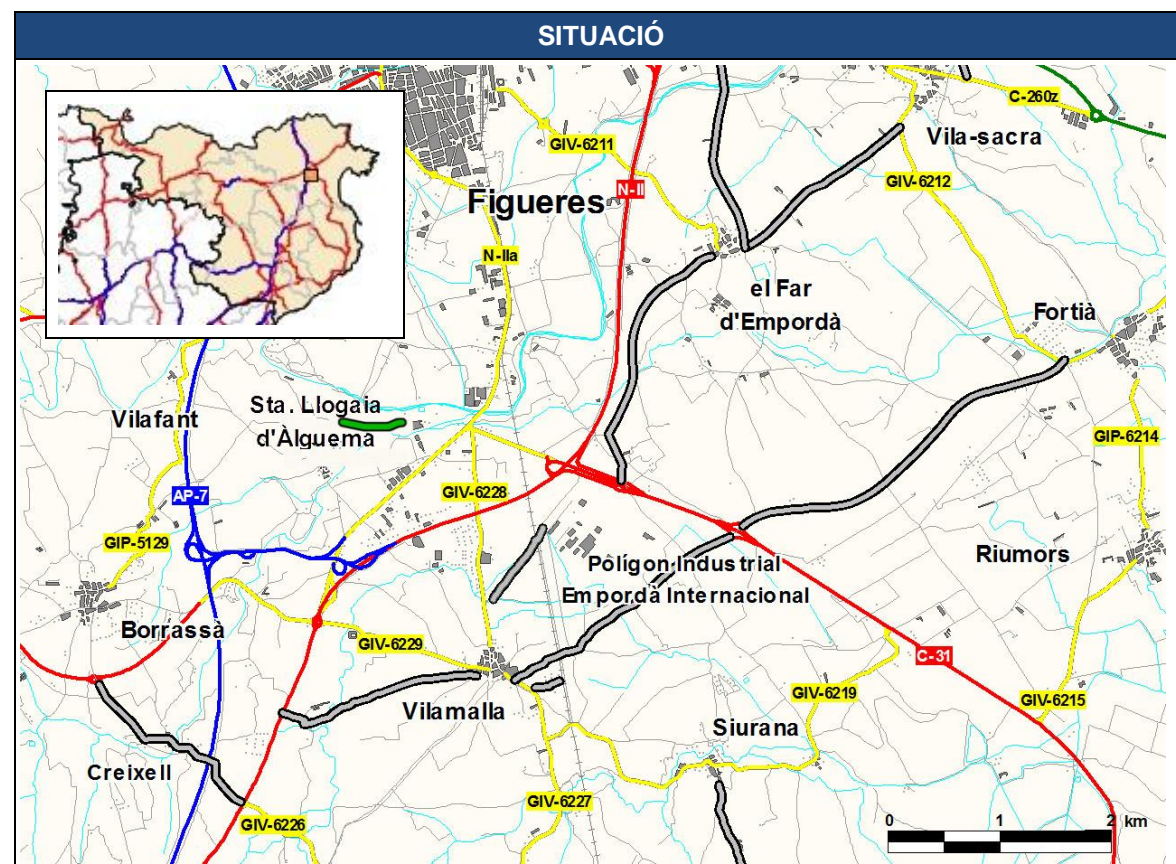 SITUACIÓ
C-260z
Vila-sacra
GIV-6211
GIV-6212
N-II
Figueres
N-IIa
el Far
d'Empordà
Fortià
Sta. Llogaia
d'Àlguema
Vilafant
GIP-6214
AP-7
GIV-6228
GIP-5129
Pòligon Industrial
Empordà Internacional
Riumors
Borrassà
GIV-6229
C-31
GIV-6219
GIV-6215
Vilamalla
Siurana
Creixell
GIV-6227
GIV-6226
0 1 2 km